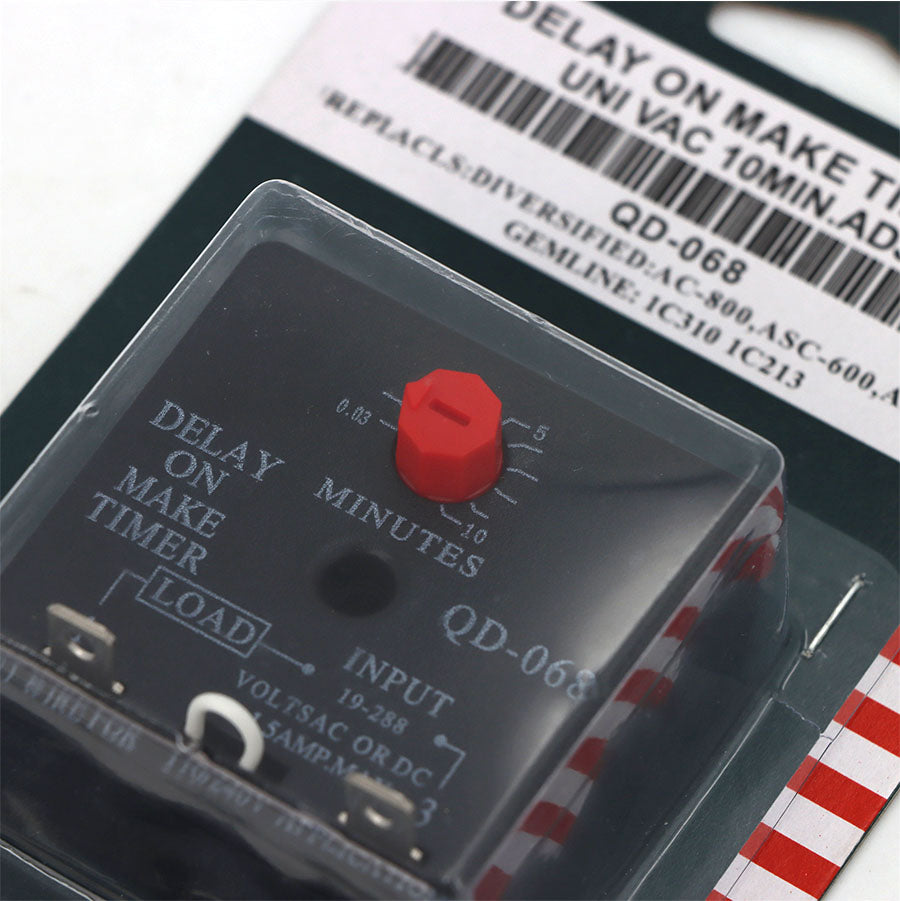 DELAY ON MAKE
UNI VAC 10MIN.ADJ
QD-068
REPLACLS:DIVERSIFIED:AC-800,ASC-600,A
GEMLINE: 1C310 1C213
0.03
5
10
MINUTES
DELAY
ON
MAKE
TIMER
LOAD
QD-068
INPUT
19-288
VOLTSAC OR DC
3